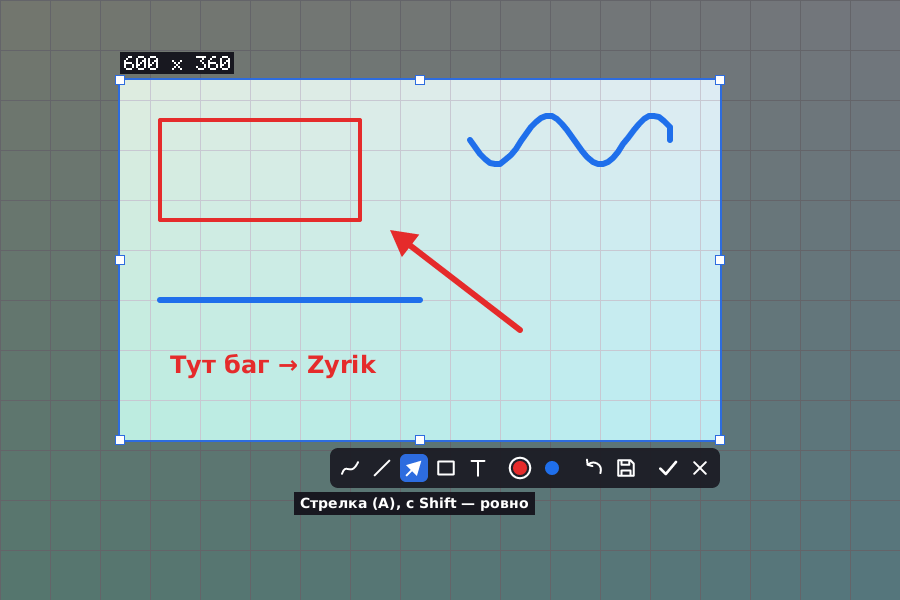 600 x 360
Тут баг → Zyrik
Стрелка (A), с Shift — ровно